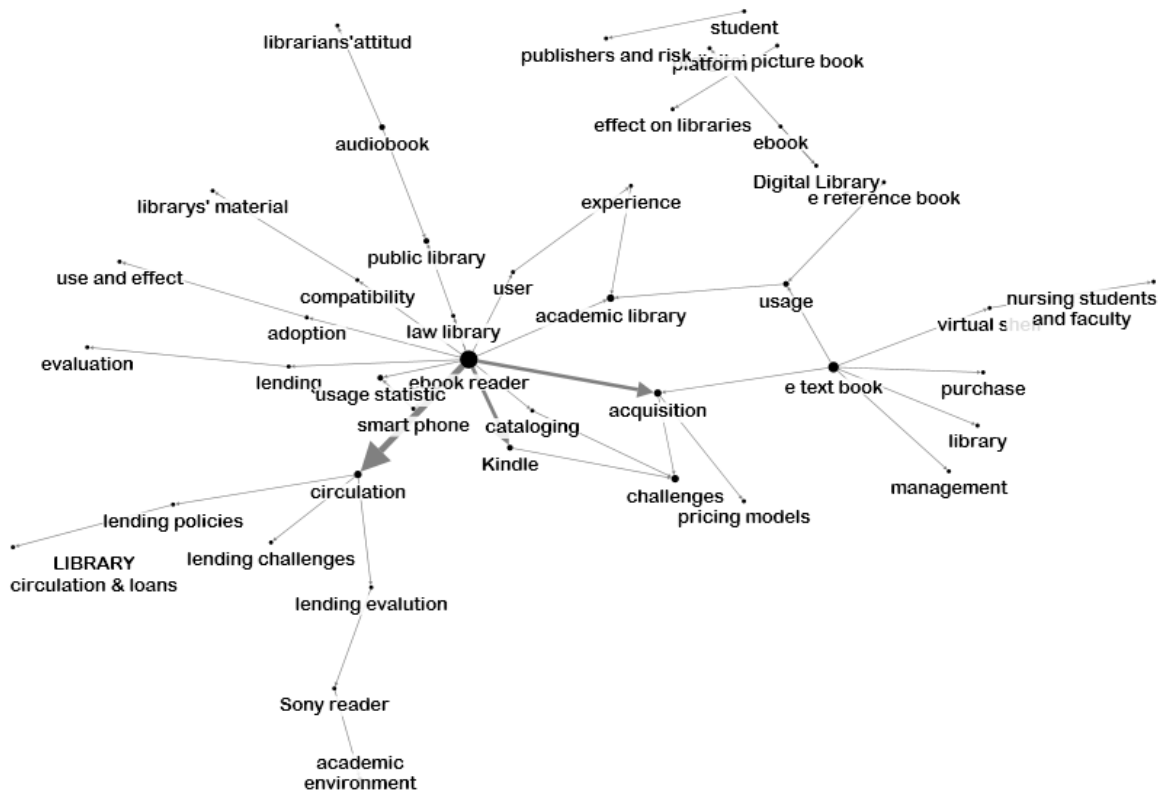 librarians'attitud
student
publishers and risk
platform
picture book
effect on libraries
audiobook
ebook
Digital Library
e reference book
librarys' material
experience
public library
use and effect
user
compatibility
academic library
usage
nursing students
and faculty
virtual shelf
adoption
law library
evaluation
lending
ebook reader
e text book
purchase
usage statistic
acquisition
smart phone
cataloging
library
Kindle
management
circulation
challenges
pricing models
lending policies
LIBRARY
circulation & loans
lending challenges
lending evalution
Sony reader
academic
environment